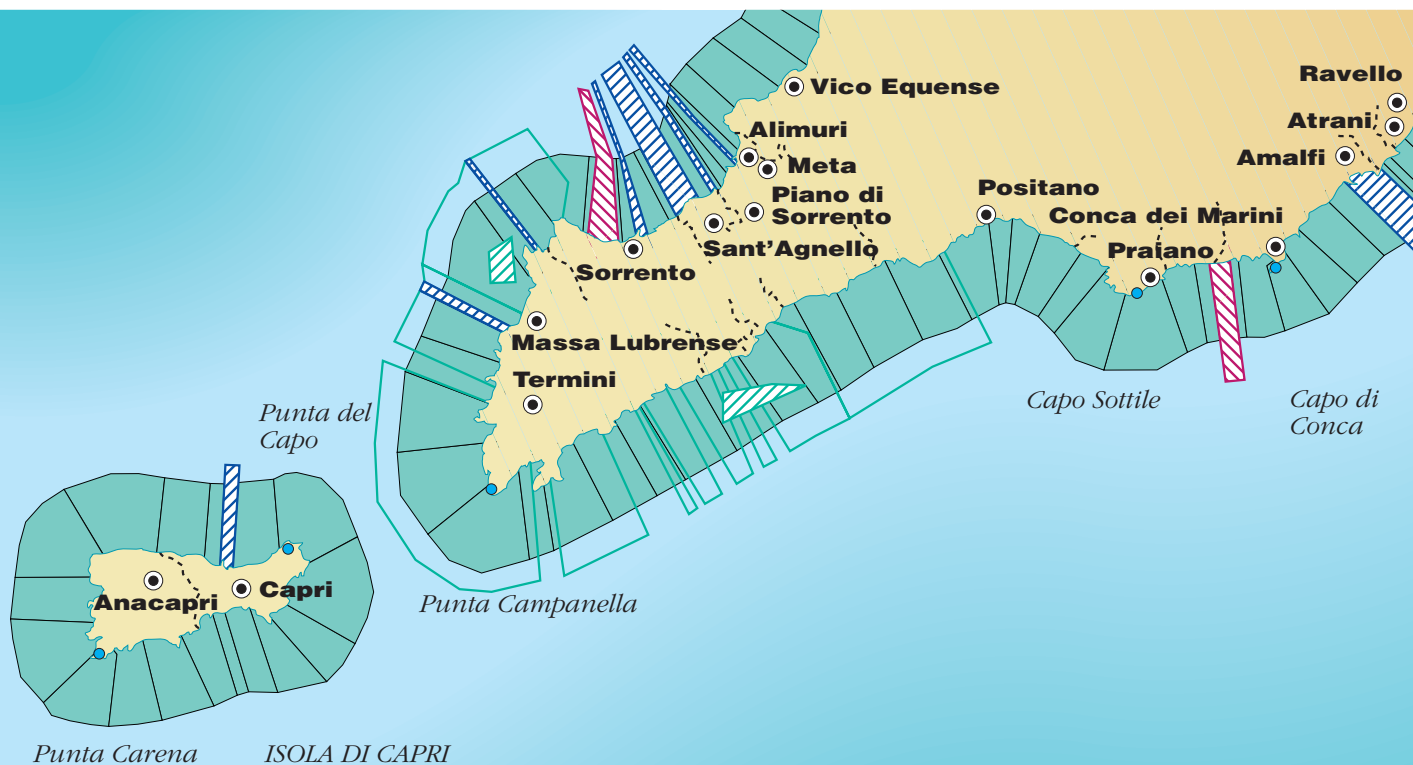 Ravello
Vico Equense
Atrani
Alimuri
Amalfi
Meta
Positano
Piano di
Sorrento
Conca dei Marini
Sant'Agnello
Praiano
Sorrento
Massa Lubrense
Termini
Capo Sottile
Capo di
Conca
Punta del
Capo
Capri
Anacapri
Punta Campanella
Punta Carena
ISOLA DI CAPRI